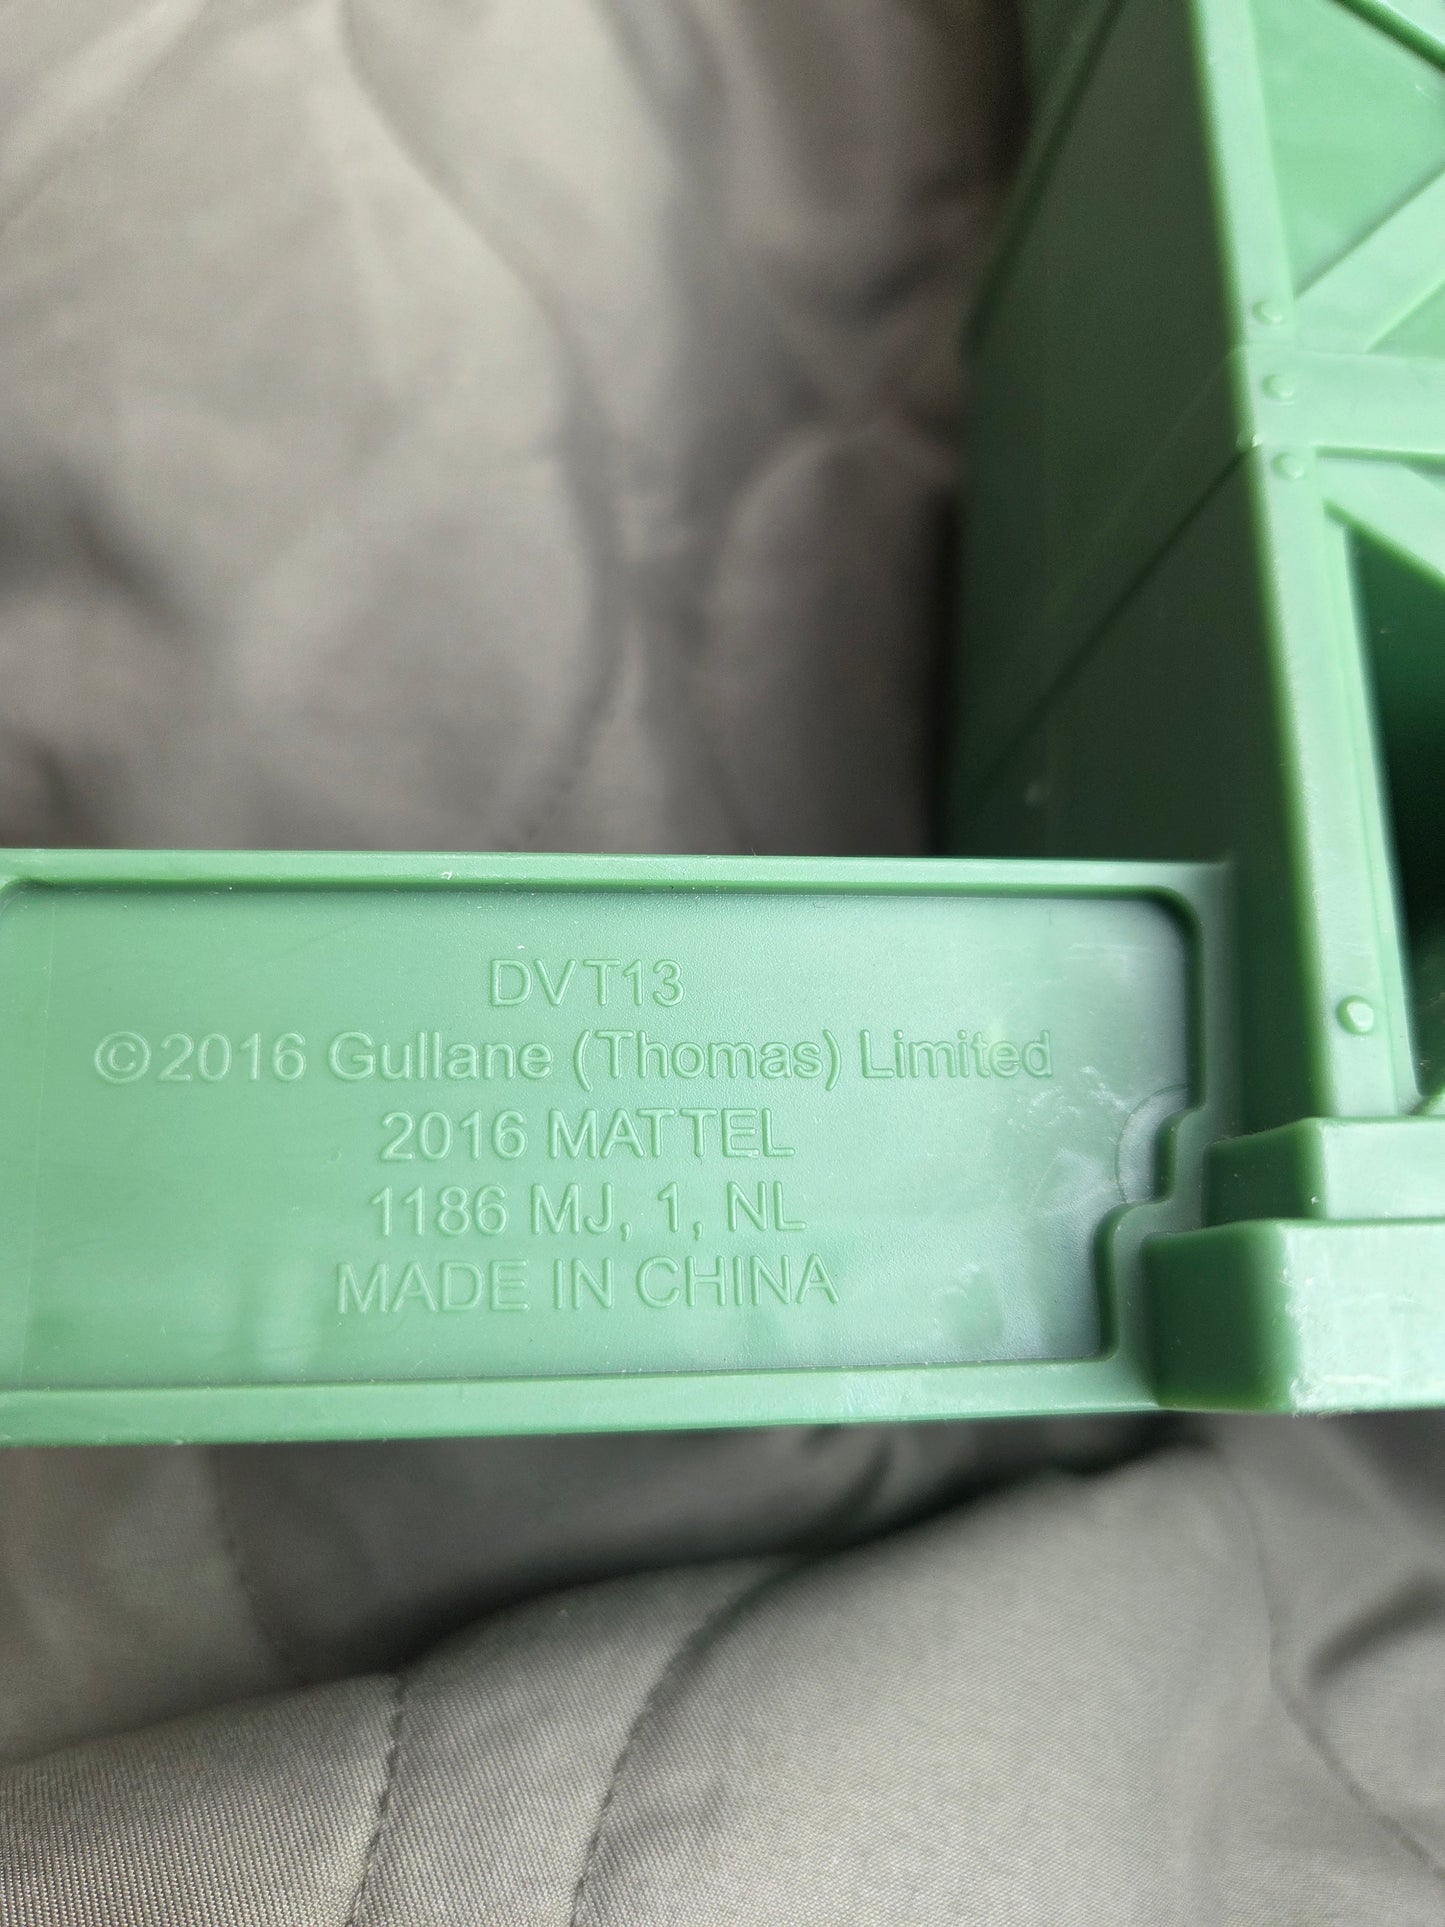 DVT13
©2016 Gullane (Thomas) Limited
2016 MATTEL
1186 MJ, 1, NL
MADE IN CHINA